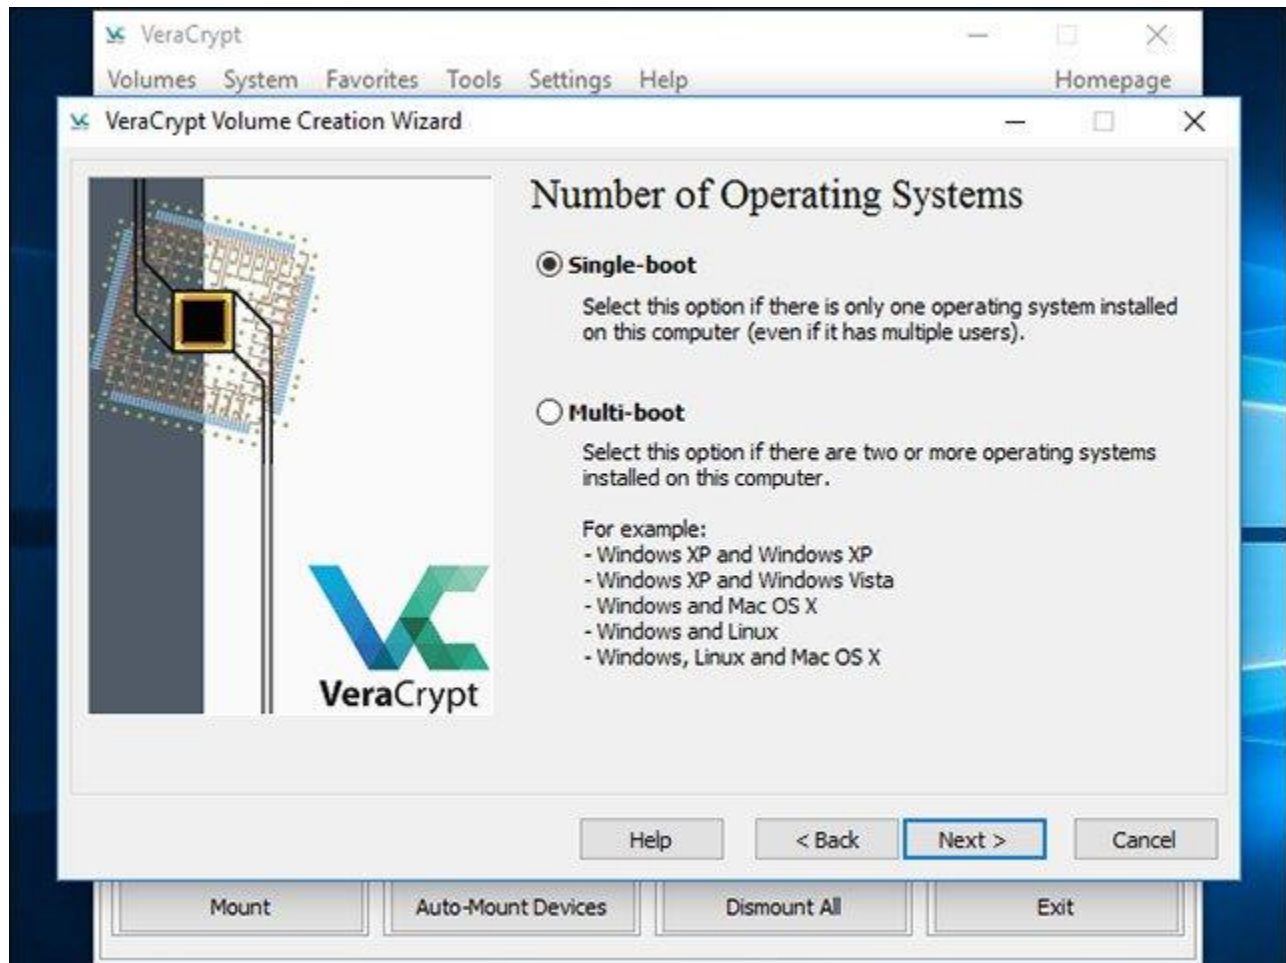 VeraCrypt
Volumes System Favorites Tools Settings Help Homepage
VeraCrypt Volume Creation Wizard
Number of Operating Systems
Single-boot
Select this option if there is only one operating system installed
on this computer (even if it has multiple users).
Multi-boot
Select this option if there are two or more operating systems
installed on this computer.
For example:
- Windows XP and Windows XP
- Windows XP and Windows Vista
- Windows and Mac OS X
- Windows and Linux
- Windows, Linux and Mac OS X
VeraCrypt
Help < Back Next > Cancel
Mount Auto-Mount Devices Dismount All Exit